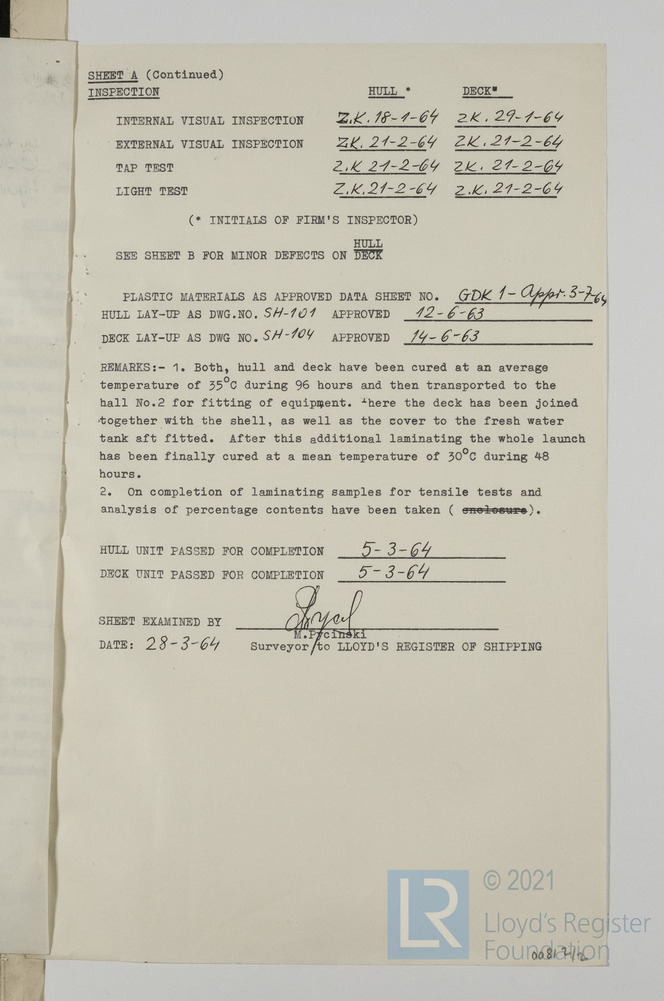 SHEET A (Continued)
INSPECTION HULL * DECK*
INTERNAL VISUAL INSPECTION Z.K. 18-1-64 ZK. 29-1-64
EXTERNAL VISUAL INSPECTION ZK. 21-2-64 ZK. 21-2-64
TAP TEST Z.K 21-2-64 ZK. 21-2-64
LIGHT TEST Z.K. 21-2-64 Z.K. 21-2-64
(* INITIALS OF FIRM'S INSPECTOR)
HULL
SEE SHEET B FOR MINOR DEFECTS ON DECK
PLASTIC MATERIALS AS APPROVED DATA SHEET NO. GDK 1 - Appr. 3-7-64
HULL LAY-UP AS DWG.NO. SH-101 APPROVED 12-6-63
DECK LAY-UP AS DWG NO. SH-104 APPROVED 14-6-63
REMARKS:- 1. Both, hull and deck have been cured at an average
temperature of 35°C during 96 hours and then transported to the
hall No.2 for fitting of equipment. There the deck has been joined
together with the shell, as well as the cover to the fresh water
tank aft fitted. After this additional laminating the whole launch
has been finally cured at a mean temperature of 30°C during 48
hours.
2. On completion of laminating samples for tensile tests and
analysis of percentage contents have been taken ( enclosure).
HULL UNIT PASSED FOR COMPLETION 5-3-64
DECK UNIT PASSED FOR COMPLETION 5-3-64
SHEET EXAMINED BY
M.Pycinski
DATE: 28-3-64 Surveyor to LLOYD'S REGISTER OF SHIPPING
LR © 2021
Lloyd's Register
Foundation